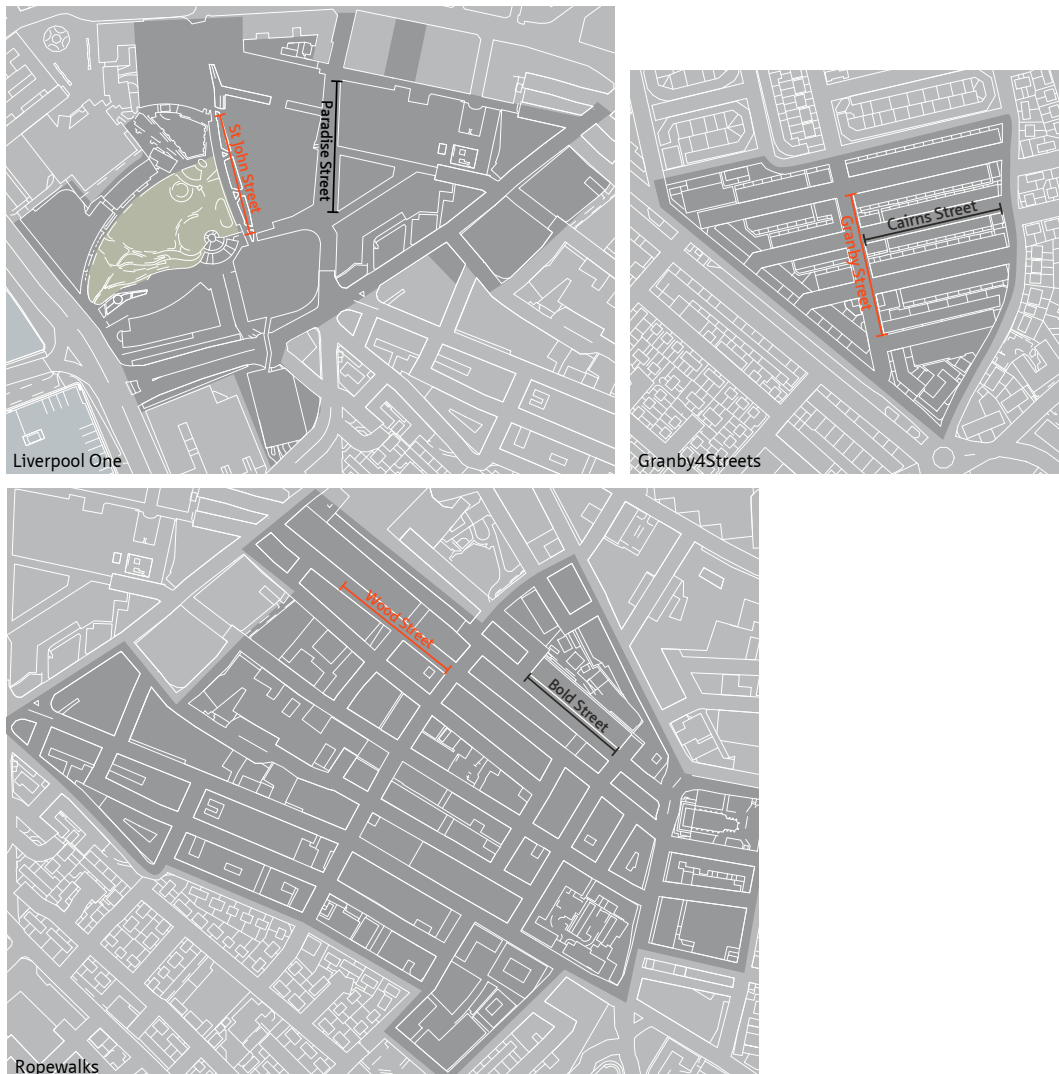 St John Street
Paradise Street
Liverpool One
Granby Street
Cairns Street
Granby4Streets
Wood Street
Bold Street
Ropewalks